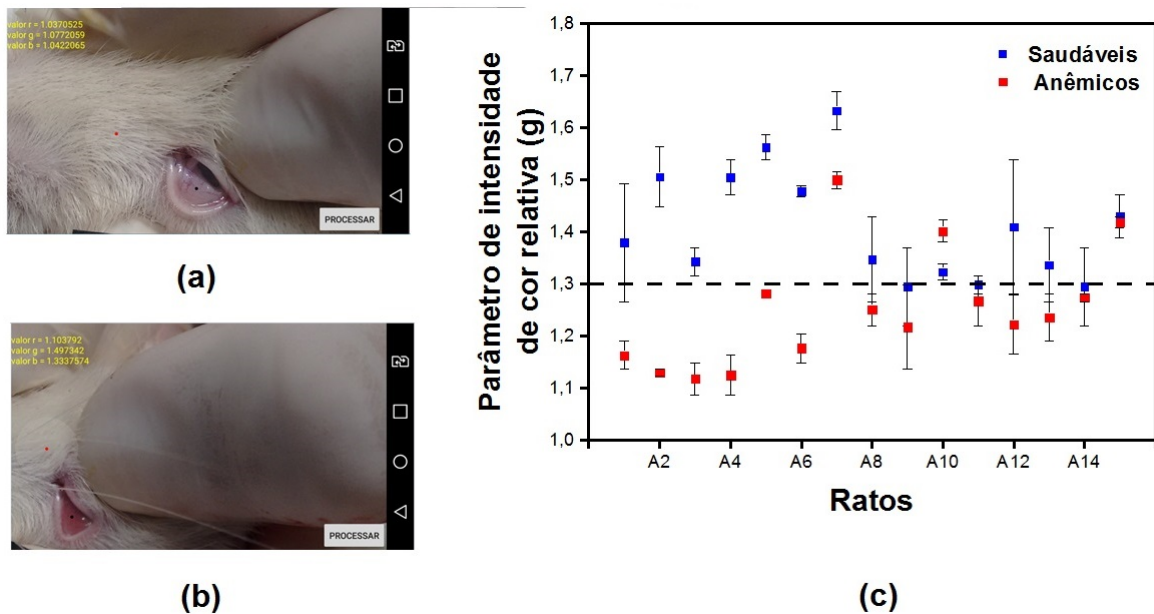 valor r = 1.0370525
valor g = 1.0772059
valor b = 1.0422065
PROCESSAR
(a)
valor r = 1.103792
valor g = 1.497342
valor b = 1.3337574
PROCESSAR
(b)
Parâmetro de intensidade
de cor relativa (g)
1,8
1,7
1,6
1,5
1,4
1,3
1,2
1,1
1,0
Saudáveis
Anêmicos
A2 A4 A6 A8 A10 A12 A14
Ratos
(c)